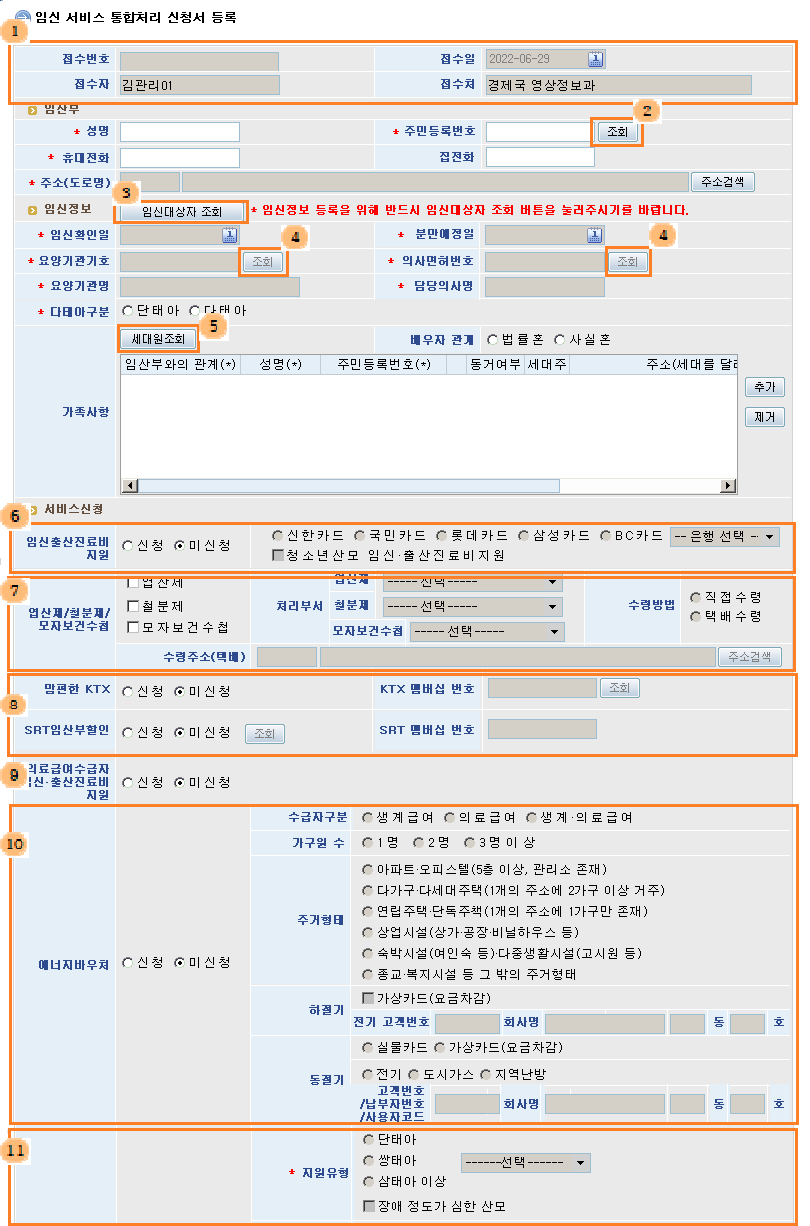 임신 서비스 통합처리 신청서 등록
1
접수번호 접수일 2022-06-29
접수자 김관리01 접수처 경제국 영상정보과
임산부
2
* 성명 * 주민등록번호 조회
* 휴대전화 집전화
* 주소(도로명) 주소검색
3
임신정보 임신대상자 조회 * 임신정보 등록을 위해 반드시 임신대상자 조회 버튼을 눌러주시기를 바랍니다.
* 임신확인일 4 * 분만예정일 4
* 요양기관기호 조회 * 의사면허번호 조회
* 요양기관명 * 담당의사명
* 다태아구분 단태아 다태아
5
세대원조회 배우자 관계 법률혼 사실혼
임산부와의 관계(*) 성명(*) 주민등록번호(*) 동거여부 세대주 주소(세대를 달리
가족사항
추가
제거
6 서비스신청
임신출산진료비 지원 신청 미신청 신한카드 국민카드 롯데카드 삼성카드 BC카드 -- 은행 선택 --
청소년산모 임신·출산진료비지원
7
엽산제/철분제/모자보건수첩
엽산제 처리부서 엽산제 -----선택----- 수령방법 직접수령
철분제 철분제 -----선택----- 택배수령
모자보건수첩 모자보건수첩 -----선택-----
수령주소(택배) 주소검색
8
맘편한 KTX 신청 미신청 KTX 멤버십 번호 조회
SRT임산부할인 신청 미신청 조회 SRT 멤버십 번호
9
의료급여수급자
임신·출산진료비
지원 신청 미신청
10
수급자구분 생계급여 의료급여 생계·의료급여
가구일 수 1명 2명 3명 이상
주거형태
아파트·오피스텔(5층 이상, 관리소 존재)
다가구·다세대주택(1개의 주소에 2가구 이상 거주)
연립주택·단독주책(1개의 주소에 1가구만 존재)
상업시설(상가·공장·비닐하우스 등)
숙박시설(여인숙 등)·다중생활시설(고시원 등)
종교·복지시설 등 그 밖의 주거형태
에너지바우처 신청 미신청
하절기 가상카드(요금차감)
전기 고객번호 회사명 동 호
동절기 실물카드 가상카드(요금차감)
전기 도시가스 지역난방
고객번호
/납부자번호
/사용자코드 회사명 동 호
11
* 지원유형
단태아
쌍태아 ------선택------
삼태아 이상
장애 정도가 심한 산모